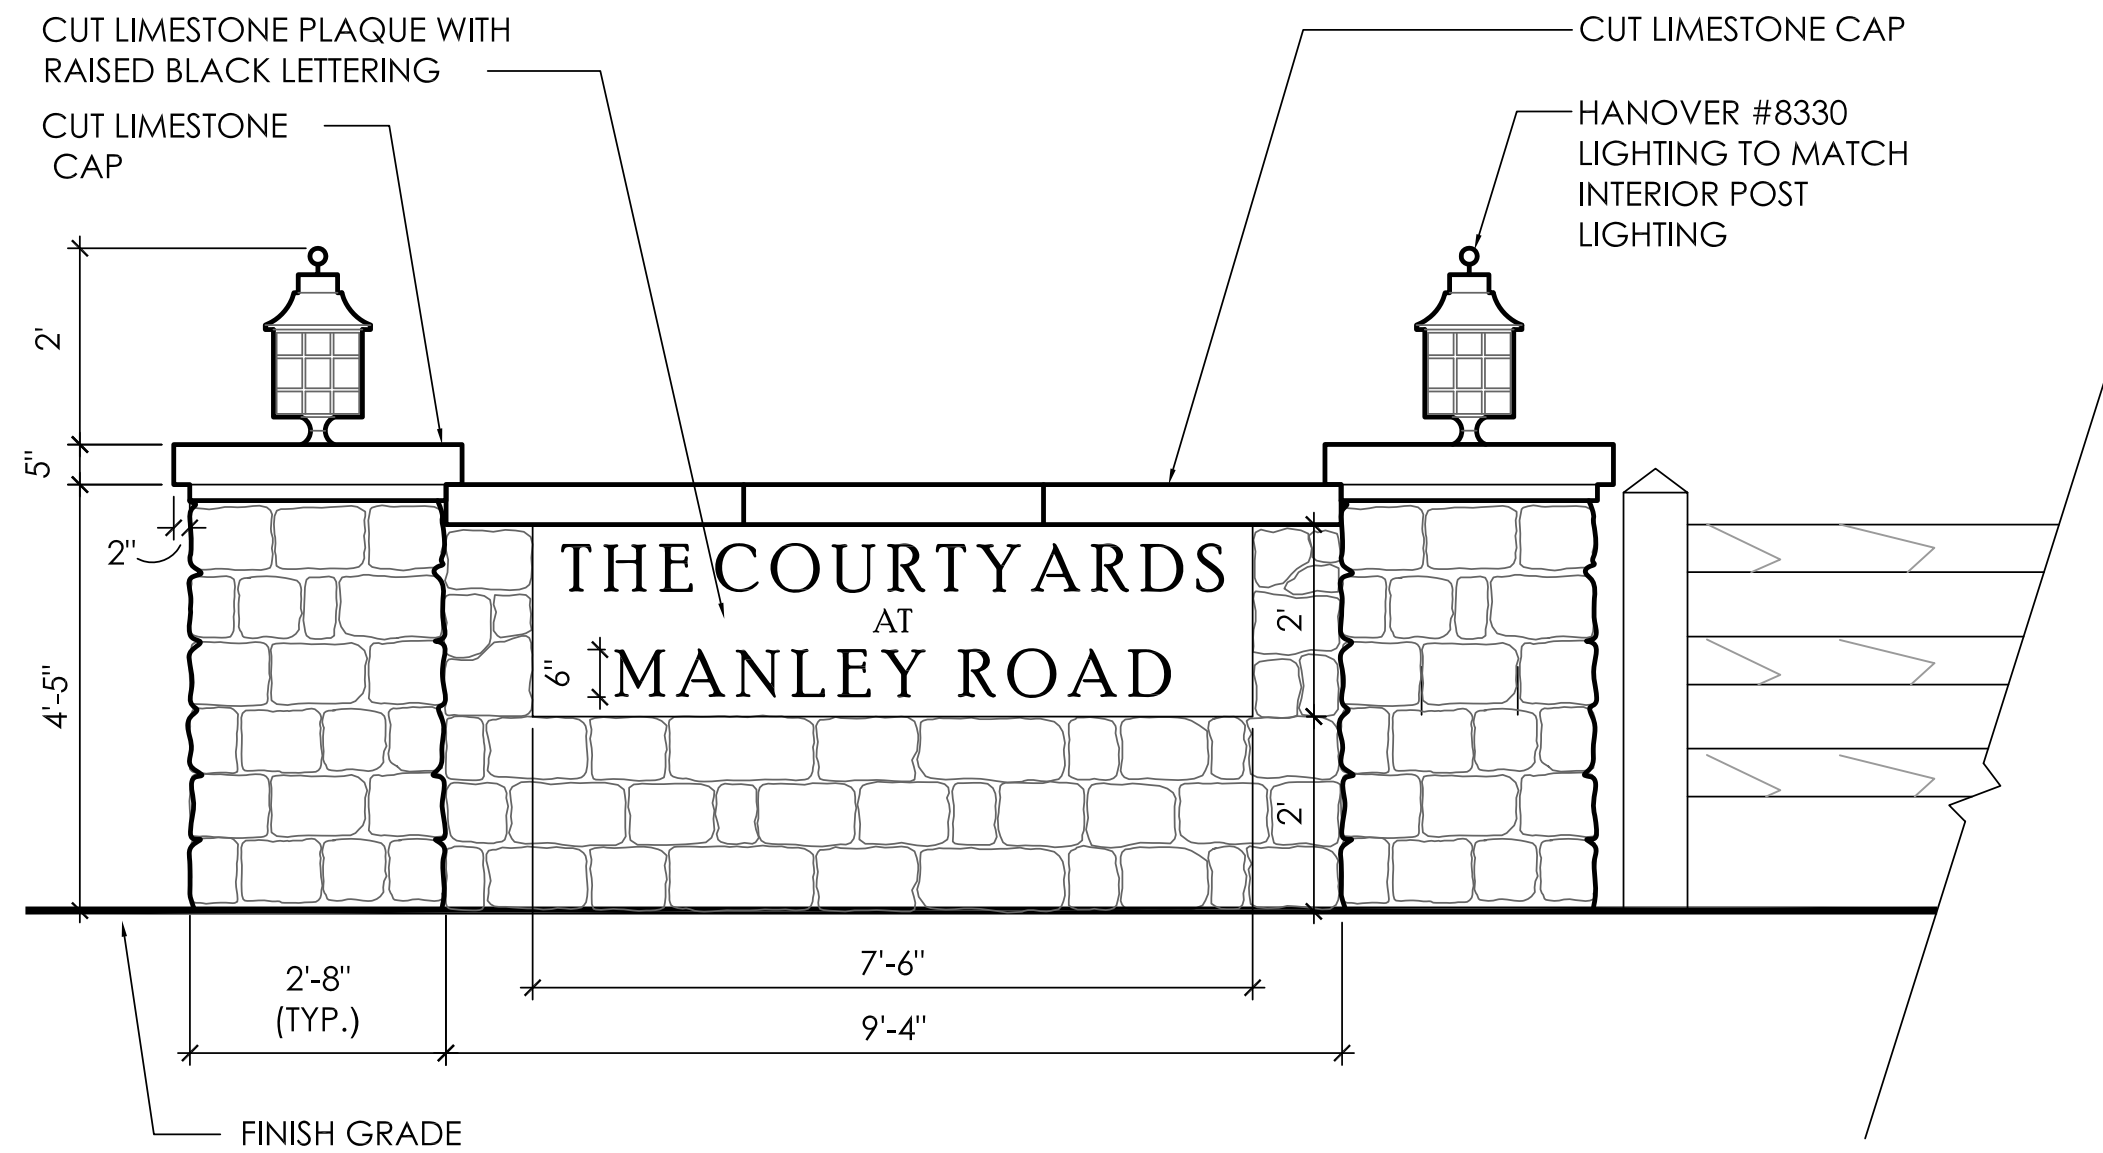 CUT LIMESTONE PLAQUE WITH
RAISED BLACK LETTERING
CUT LIMESTONE
CAP
CUT LIMESTONE CAP
HANOVER #8330
LIGHTING TO MATCH
INTERIOR POST
LIGHTING
2'
5"
2"
4'-5"
THE COURTYARDS
AT
MANLEY ROAD
6"
2'
2'
7'-6"
9'-4"
2'-8"
(TYP.)
FINISH GRADE